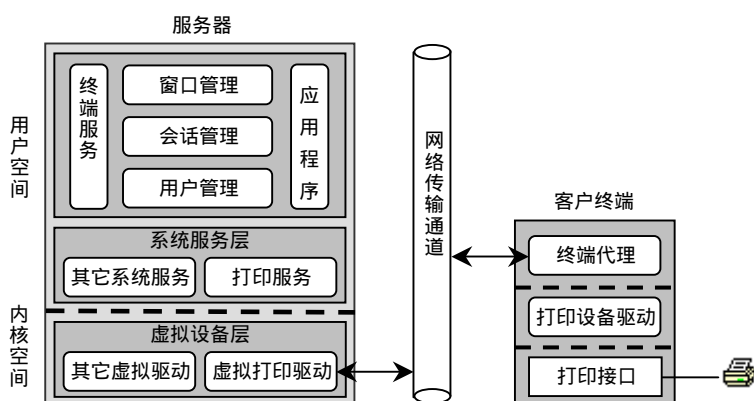 服务器
用户空间
终端服务
窗口管理
会话管理
用户管理
应用程序
系统服务层
其它系统服务
打印服务
内核空间
虚拟设备层
其它虚拟驱动
虚拟打印驱动
网络传输通道
客户终端
终端代理
打印设备驱动
打印接口